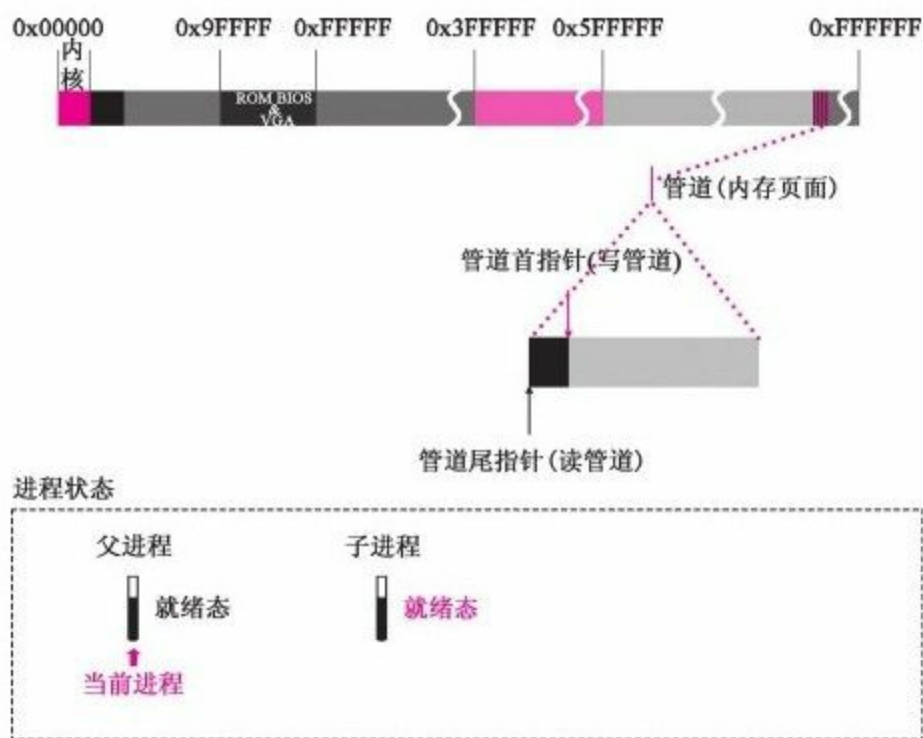 0x00000 0x9FFFF 0xFFFFF 0x3FFFFF 0x5FFFFF 0xFFFFFF
内
核
ROM BIOS
&
VGA
管道(内存页面)
管道首指针(写管道)
管道尾指针(读管道)
进程状态
父进程 子进程
就绪态 就绪态
当前进程